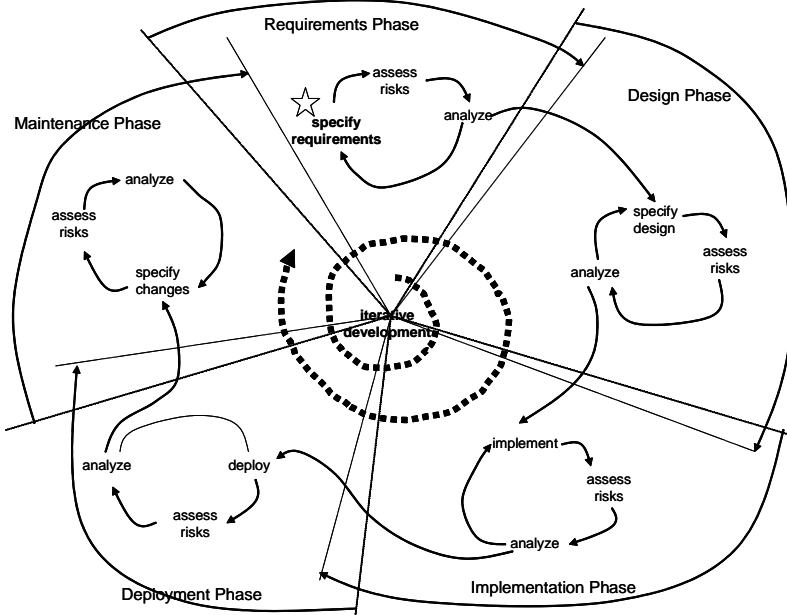 Requirements Phase
assess
risks
analyze
specify
requirements
Design Phase
specify
design
assess
risks
analyze
Maintenance Phase
analyze
assess
risks
specify
changes
iterative
development
implement
assess
risks
analyze
Implementation Phase
analyze
deploy
assess
risks
Deployment Phase